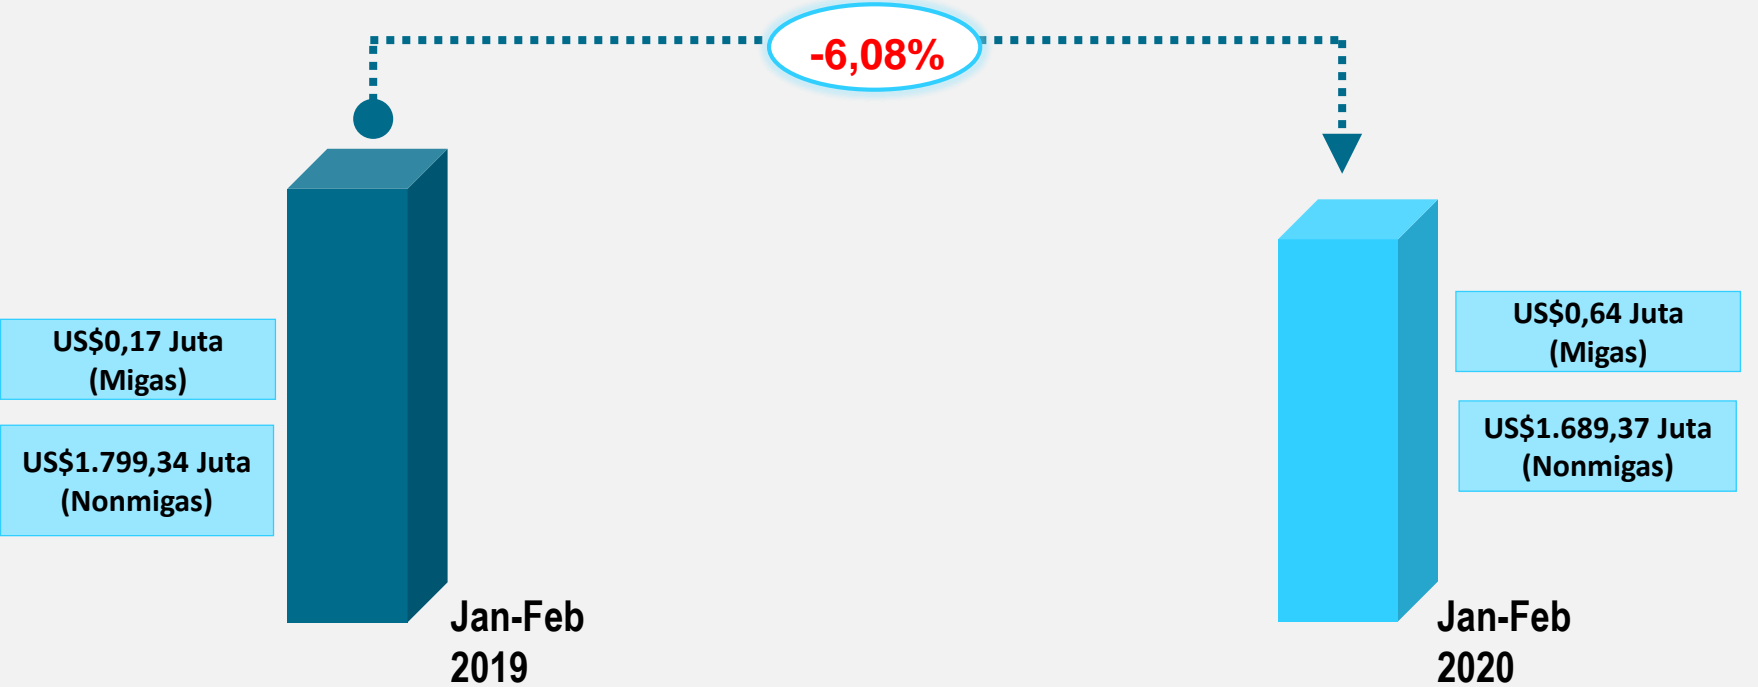 -6,08%
US$0,17 Juta
(Migas)
US$1.799,34 Juta
(Nonmigas)
Jan-Feb
2019
US$0,64 Juta
(Migas)
US$1.689,37 Juta
(Nonmigas)
Jan-Feb
2020